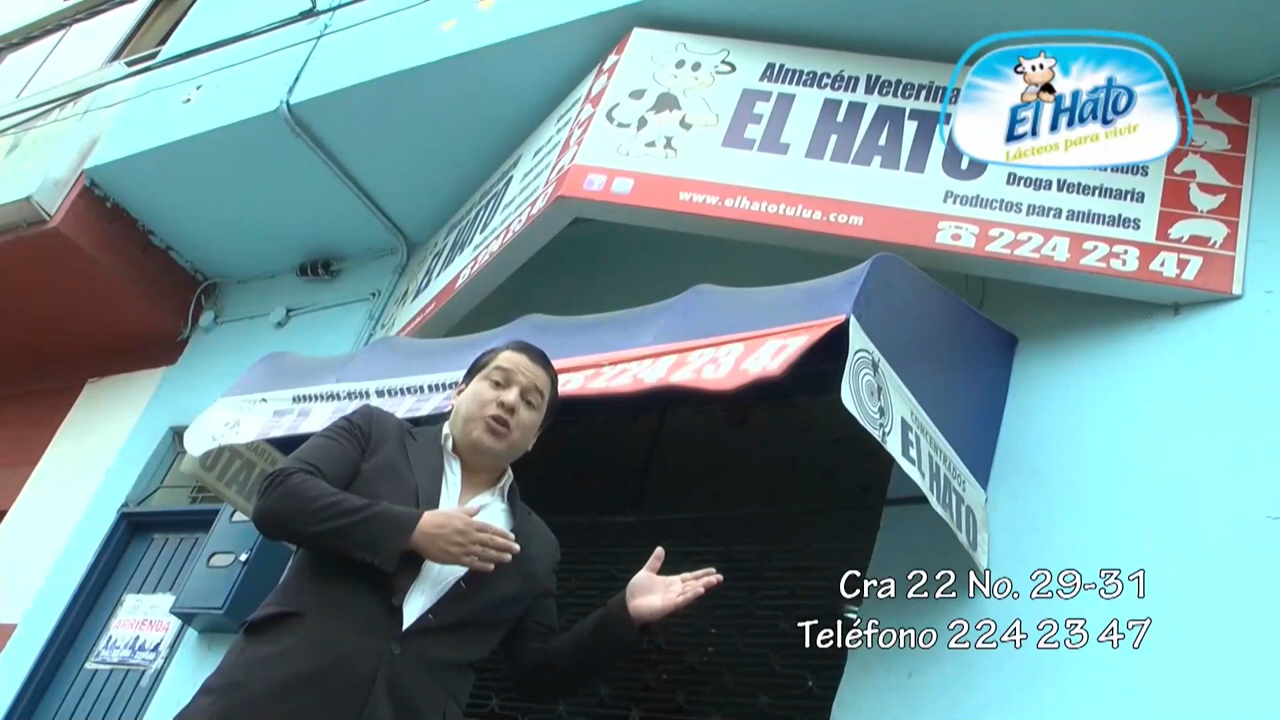 Almacén Veterina
EL HATO
Droga Veterinaria
Productos para animales
www.elhatotulua.com
224 23 47
El Hato
Lácteos para vivir
EL HATO
224 23 47
CONCENTRADOS
EL HATO
ARRIENDA
Cra 22 No. 29-31
Teléfono 224 23 47